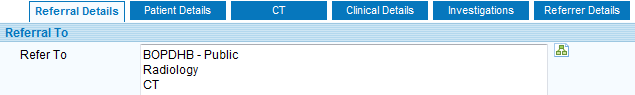 Referral Details Patient Details CT Clinical Details Investigations Referrer Details
Referral To
Refer To BOPDHB - Public
Radiology
CT